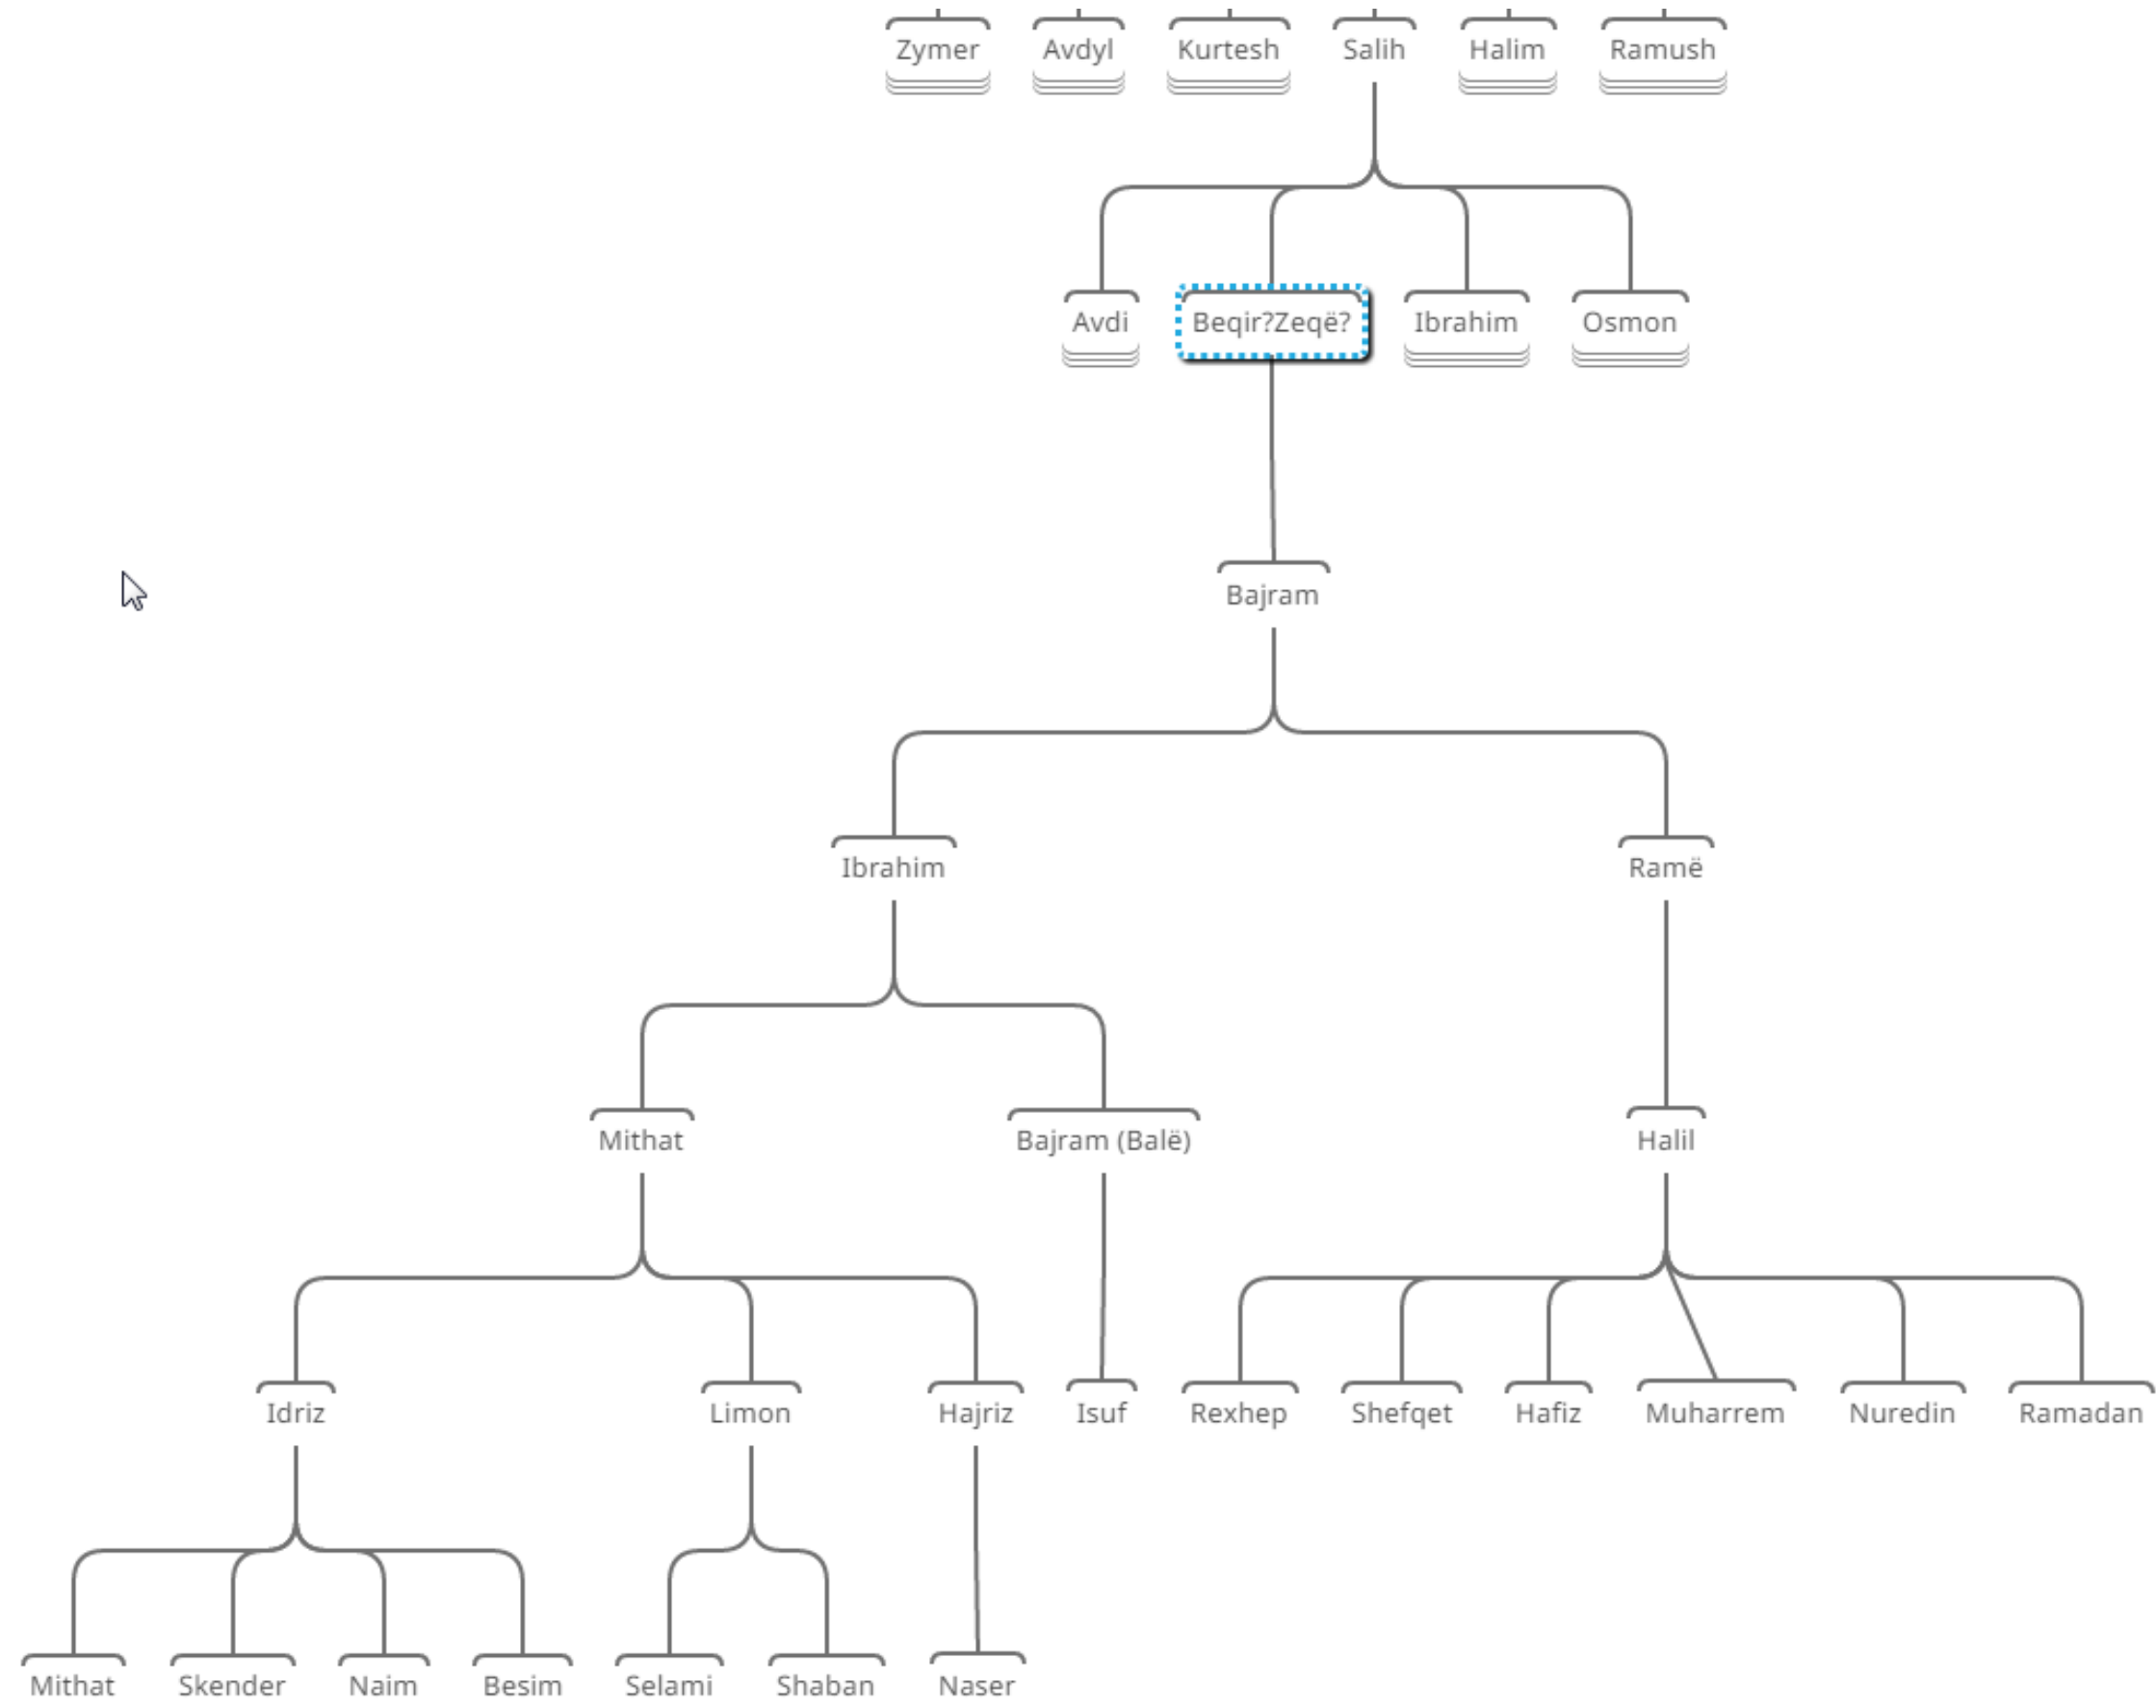 Zymer Avdyl Kurtesh Salih Halim Ramush
Avdi Beqir?Zeqë? Ibrahim Osmon
Bajram
Ibrahim Ramë
Mithat Bajram (Balë) Halil
Idriz Limon Hajriz Isuf Rexhep Shefqet Hafiz Muharrem Nuredin Ramadan
Mithat Skender Naim Besim Selami Shaban Naser